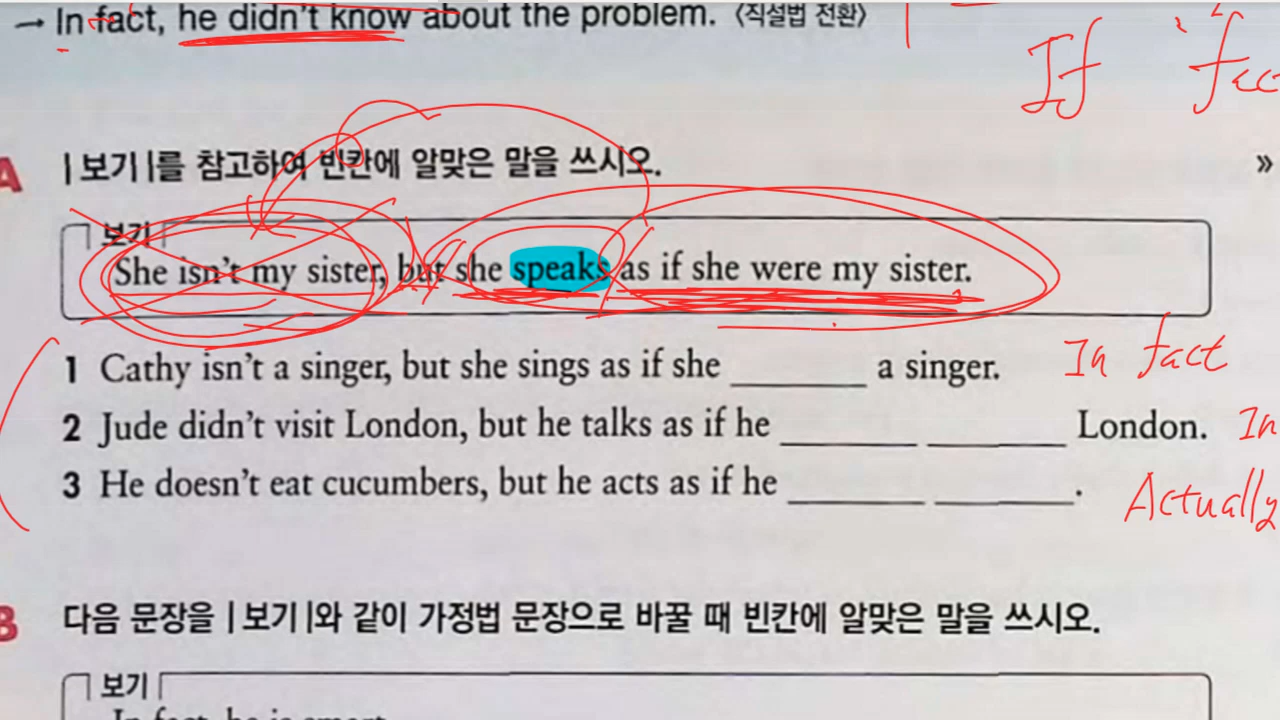 → In fact, he didn't know about the problem. 〈직설법 전환〉
If
A |보기|를 참고하여 빈칸에 알맞은 말을 쓰시오. »
보기
She isn't my sister, but she speaks as if she were my sister.
1 Cathy isn't a singer, but she sings as if she ________ a singer. In fact
2 Jude didn't visit London, but he talks as if he ________ ________ London. In
3 He doesn't eat cucumbers, but he acts as if he ________ ________. Actually
B 다음 문장을 |보기|와 같이 가정법 문장으로 바꿀 때 빈칸에 알맞은 말을 쓰시오.
보기
In fact, he is smart.